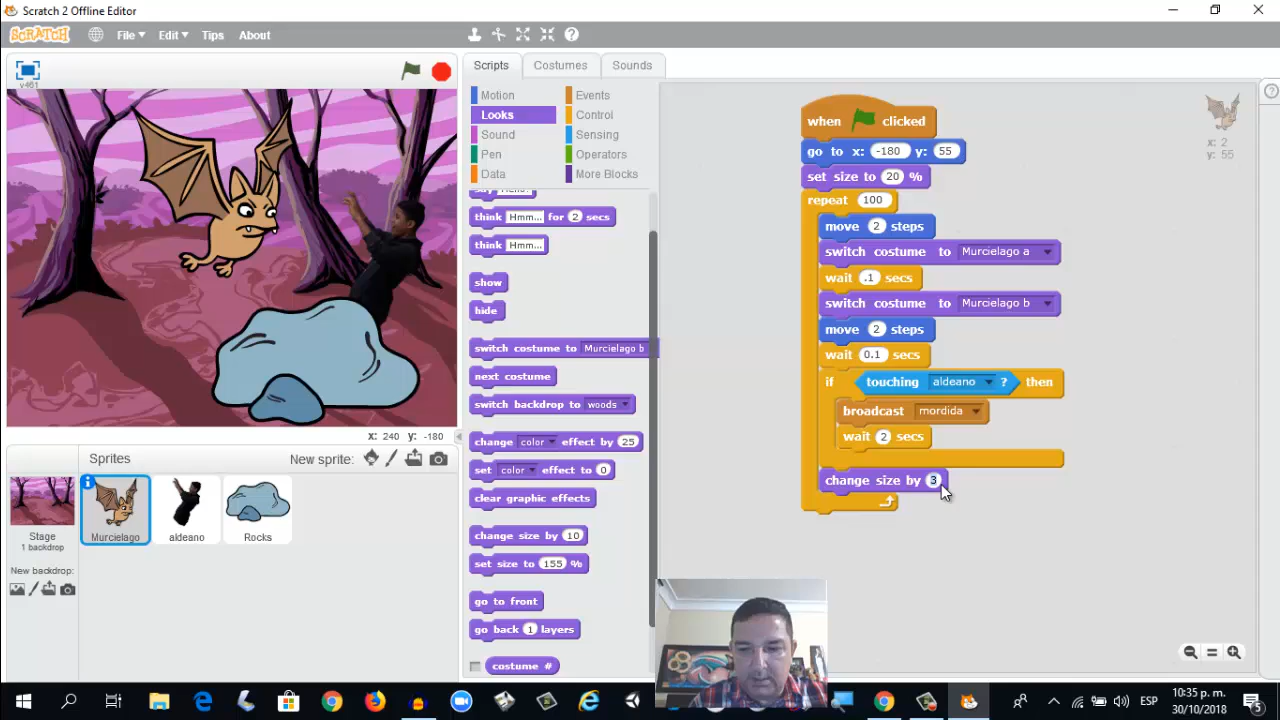 Scratch 2 Offline Editor
SCRATCH File Edit Tips About
v461
Scripts Costumes Sounds
Motion Events
Looks Control
Sound Sensing
Pen Operators
Data More Blocks
think Hmm... for 2 secs
think Hmm...
show
hide
switch costume to Murcielago b
next costume
switch backdrop to woods
change color effect by 25
set color effect to 0
clear graphic effects
change size by 10
set size to 155 %
go to front
go back 1 layers
costume #
when clicked
go to x: -180 y: 55
set size to 20 %
repeat 100
move 2 steps
switch costume to Murcielago a
wait .1 secs
switch costume to Murcielago b
move 2 steps
wait 0.1 secs
if touching aldeano ? then
broadcast mordida
wait 2 secs
change size by 3
x: 2
y: 55
x: 240 y: -180
Sprites New sprite:
Stage
1 backdrop
New backdrop:
Murcielago aldeano Rocks
ESP
10:35 p. m.
30/10/2018
5